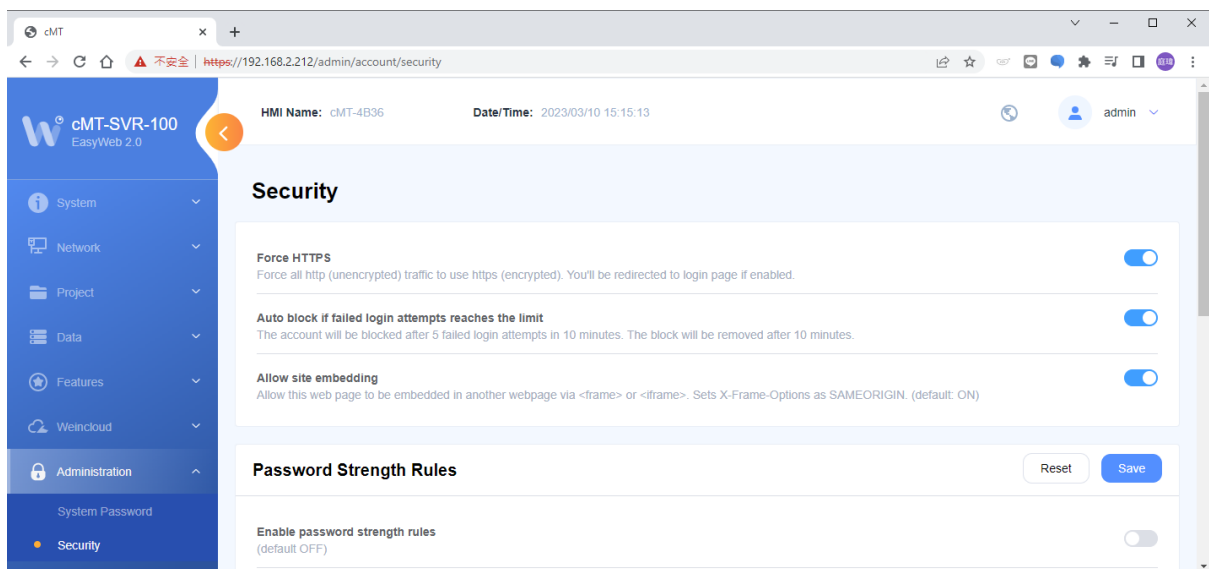 cMT
不安全 | https://192.168.2.212/admin/account/security
cMT-SVR-100
EasyWeb 2.0
HMI Name: cMT-4B36 Date/Time: 2023/03/10 15:15:13 admin
System
Network
Project
Data
Features
Weincloud
Administration
System Password
Security
Security
Force HTTPS
Force all http (unencrypted) traffic to use https (encrypted). You'll be redirected to login page if enabled.
Auto block if failed login attempts reaches the limit
The account will be blocked after 5 failed login attempts in 10 minutes. The block will be removed after 10 minutes.
Allow site embedding
Allow this web page to be embedded in another webpage via <frame> or <iframe>. Sets X-Frame-Options as SAMEORIGIN. (default: ON)
Password Strength Rules Reset Save
Enable password strength rules
(default OFF)